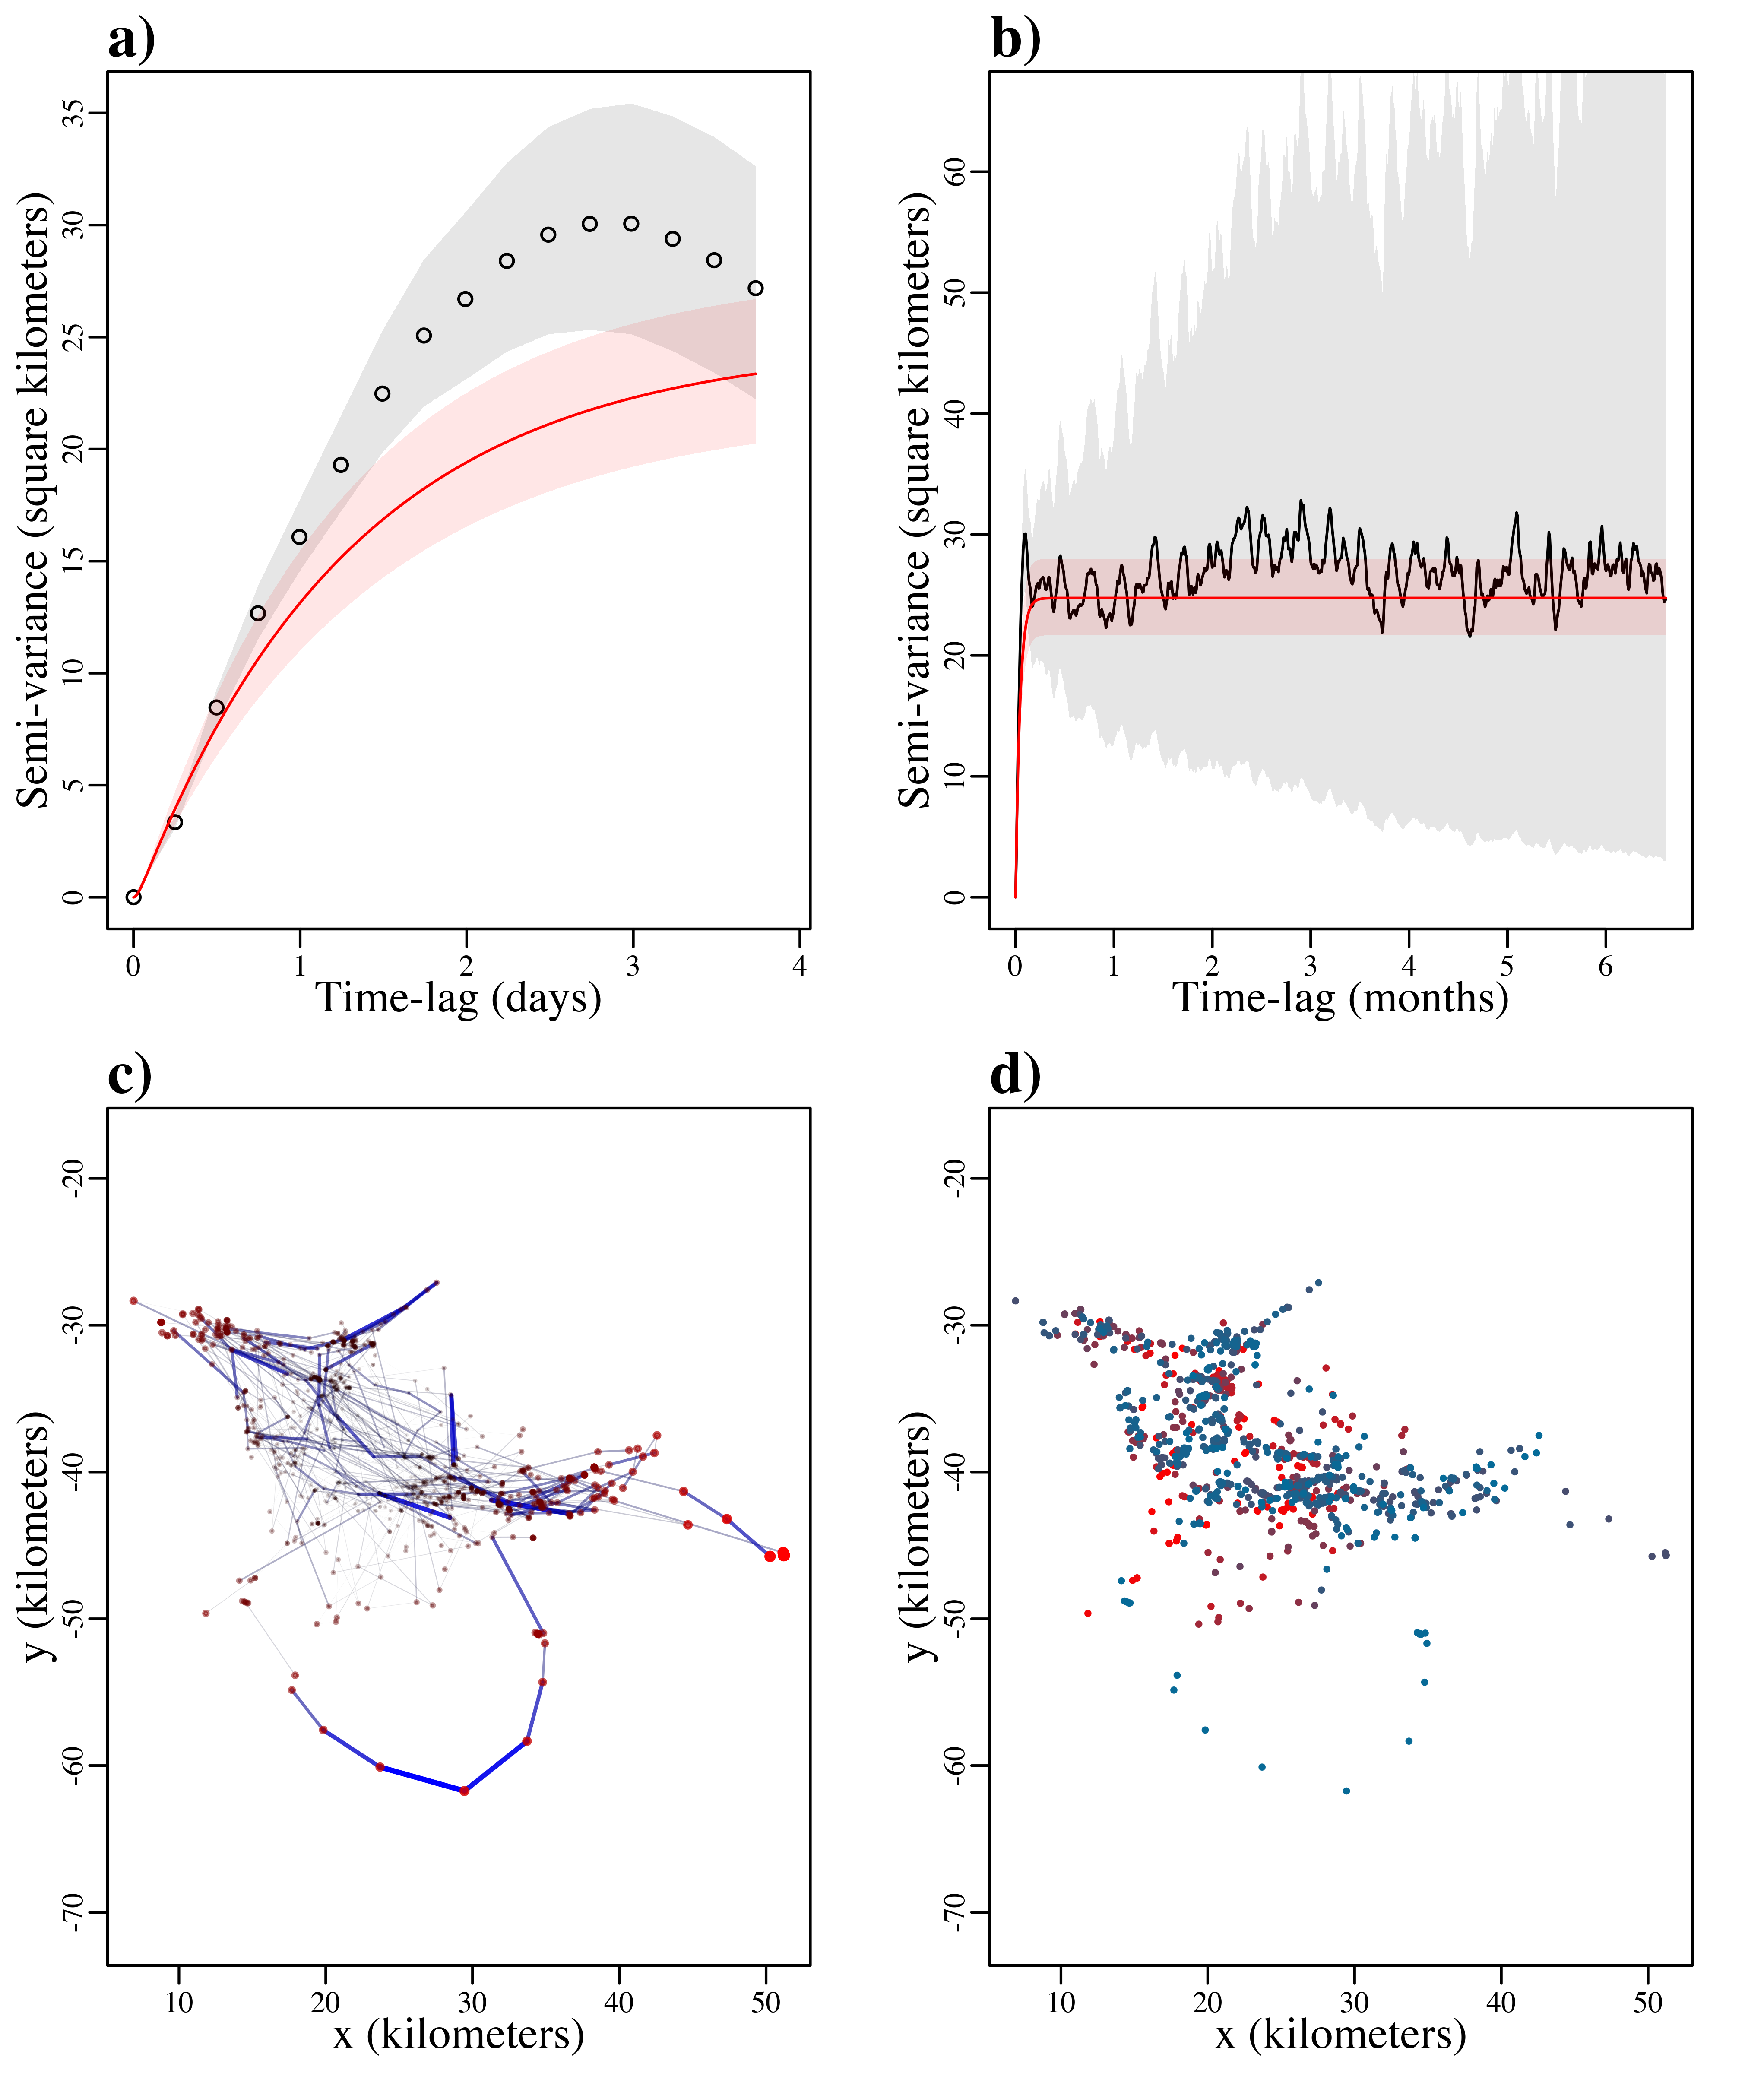 a)
Semi-variance (square kilometers)
0 5 10 15 20 25 30 35
0 1 2 3 4
Time-lag (days)
b)
Semi-variance (square kilometers)
0 10 20 30 40 50 60
0 1 2 3 4 5 6
Time-lag (months)
c)
y (kilometers)
-70 -60 -50 -40 -30 -20
10 20 30 40 50
x (kilometers)
d)
y (kilometers)
-70 -60 -50 -40 -30 -20
10 20 30 40 50
x (kilometers)